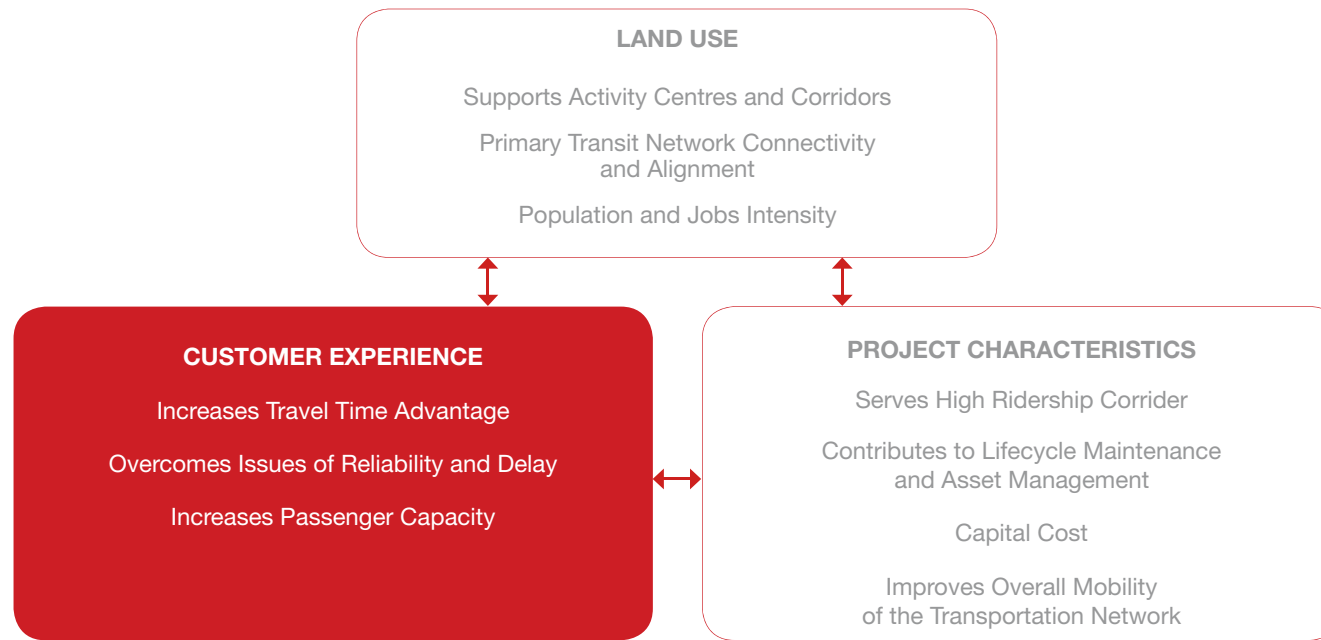 LAND USE
Supports Activity Centres and Corridors
Primary Transit Network Connectivity
and Alignment
Population and Jobs Intensity
CUSTOMER EXPERIENCE
Increases Travel Time Advantage
Overcomes Issues of Reliability and Delay
Increases Passenger Capacity
PROJECT CHARACTERISTICS
Serves High Ridership Corrider
Contributes to Lifecycle Maintenance
and Asset Management
Capital Cost
Improves Overall Mobility
of the Transportation Network